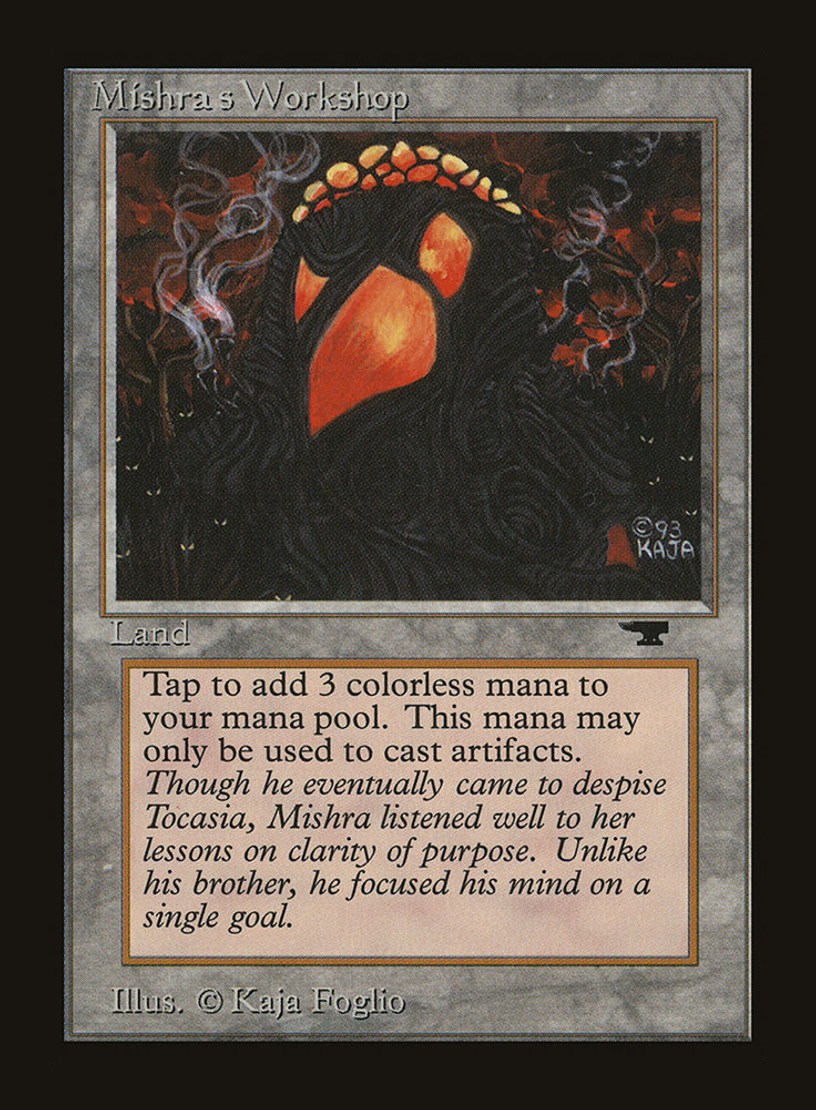 Mishra's Workshop
©93
KAJA
Land
Tap to add 3 colorless mana to
your mana pool. This mana may
only be used to cast artifacts.
Though he eventually came to despise
Tocasia, Mishra listened well to her
lessons on clarity of purpose. Unlike
his brother, he focused his mind on a
single goal.
Illus. © Kaja Foglio